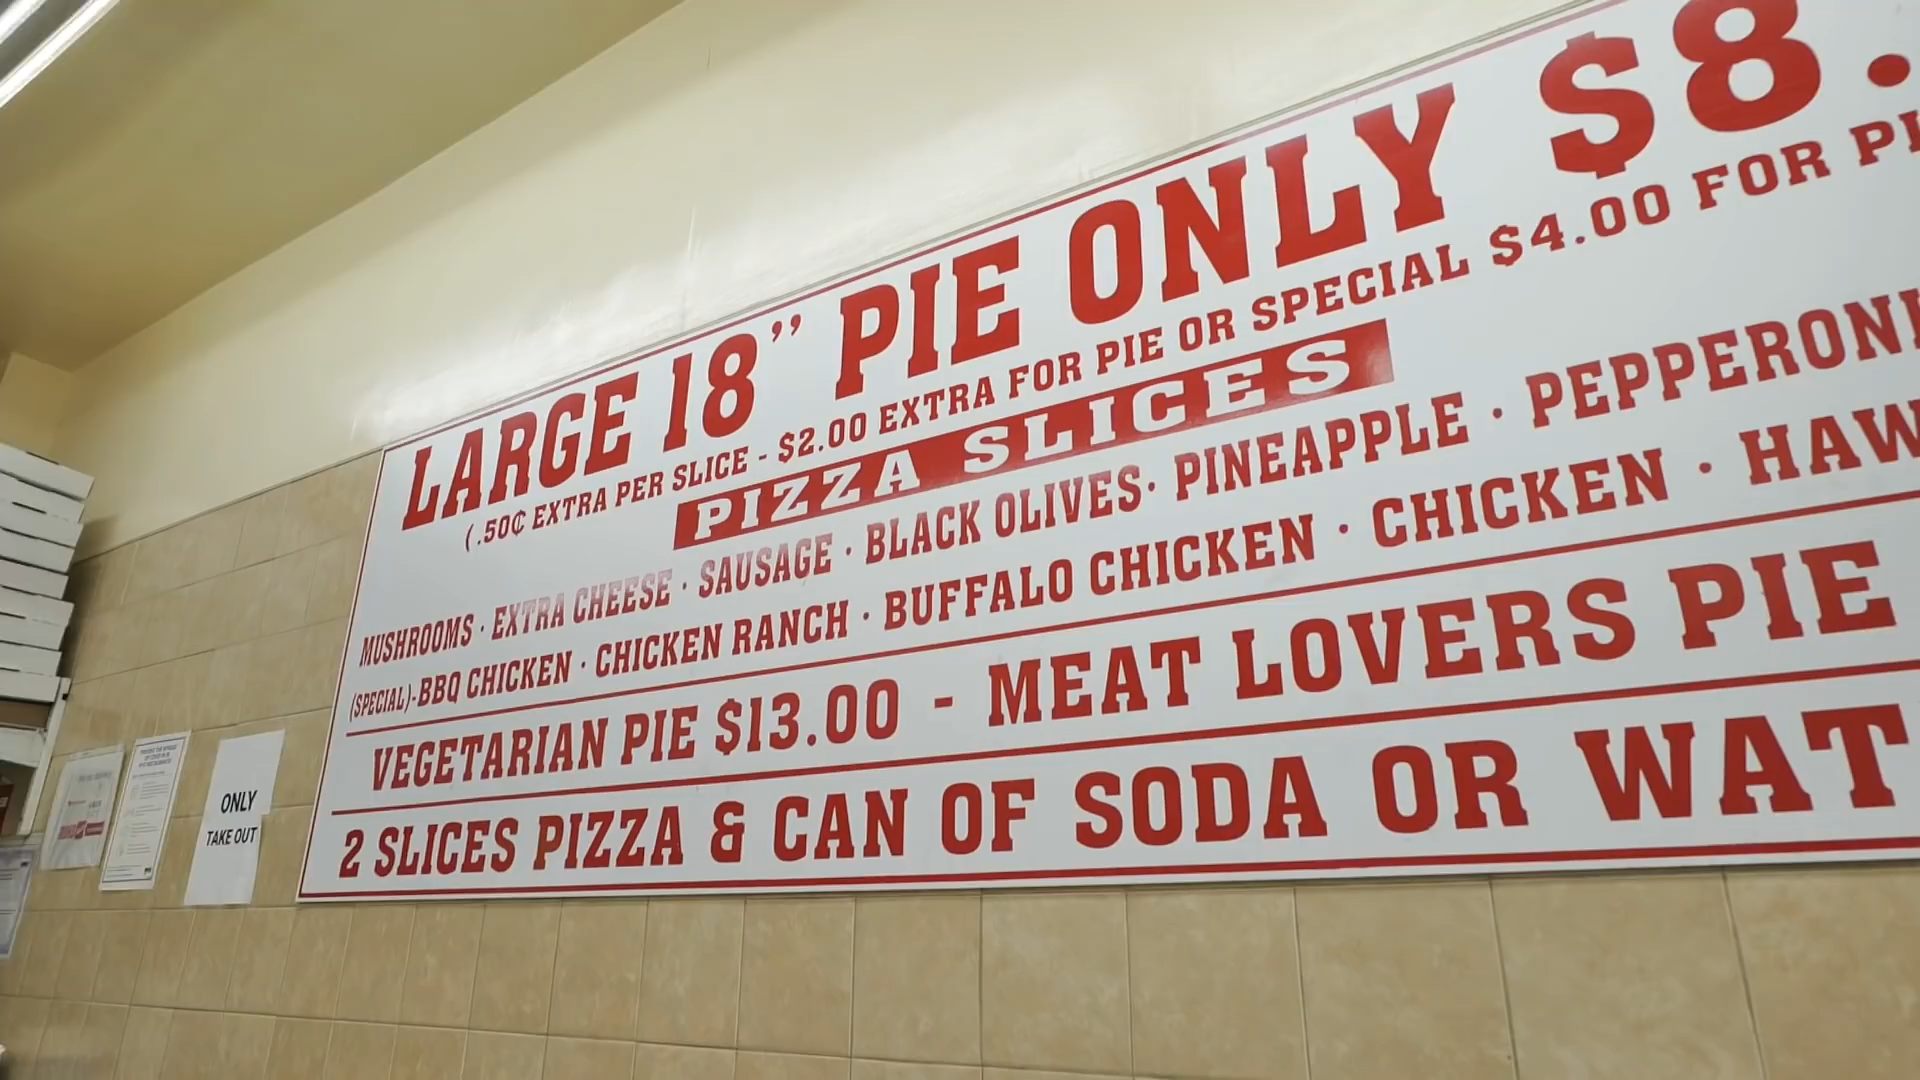 LARGE 18" PIE ONLY $8.
(.50¢ EXTRA PER SLICE - $2.00 EXTRA FOR PIE OR SPECIAL $4.00 FOR PI
PIZZA SLICES
MUSHROOMS · EXTRA CHEESE · SAUSAGE · BLACK OLIVES · PINEAPPLE · PEPPERONI
(SPECIAL)-BBQ CHICKEN · CHICKEN RANCH · BUFFALO CHICKEN · CHICKEN · HAW
VEGETARIAN PIE $13.00 - MEAT LOVERS PIE
2 SLICES PIZZA & CAN OF SODA OR WAT
ONLY
TAKE OUT